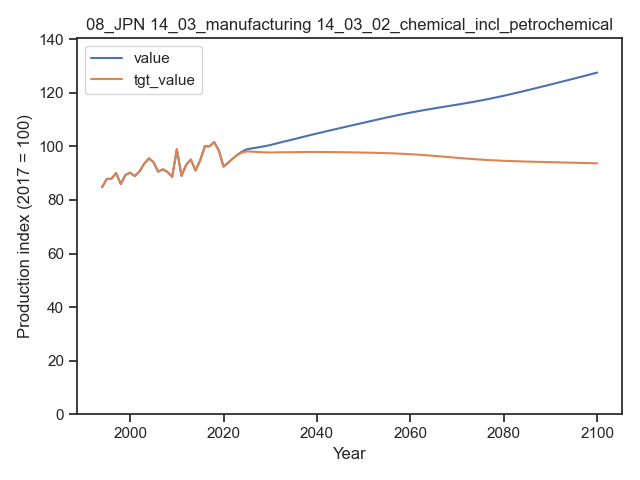 08_JPN 14_03_manufacturing 14_03_02_chemical_incl_petrochemical
value
tgt_value
140
120
100
80
60
40
20
0
Production index (2017 = 100)
2000 2020 2040 2060 2080 2100
Year